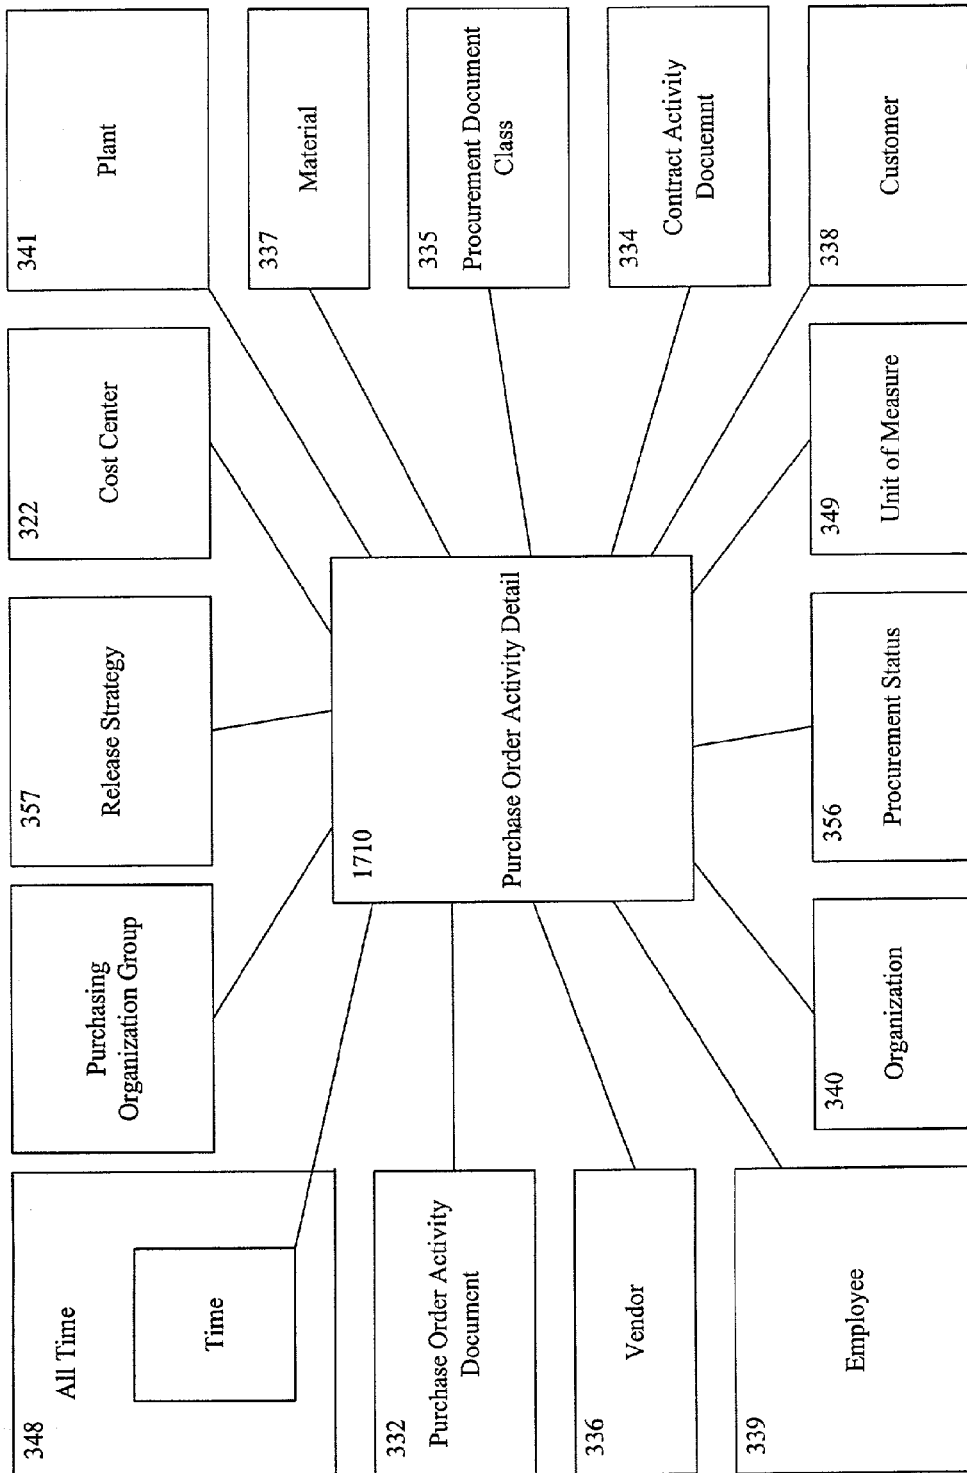 348
All Time
Time
Purchasing
Organization Group
357
Release Strategy
322
Cost Center
341
Plant
332
Purchase Order Activity
Document
1710
Purchase Order Activity Detail
337
Material
335
Procurement Document
Class
336
Vendor
334
Contract Activity
Docuemnt
339
Employee
340
Organization
356
Procurement Status
349
Unit of Measure
338
Customer